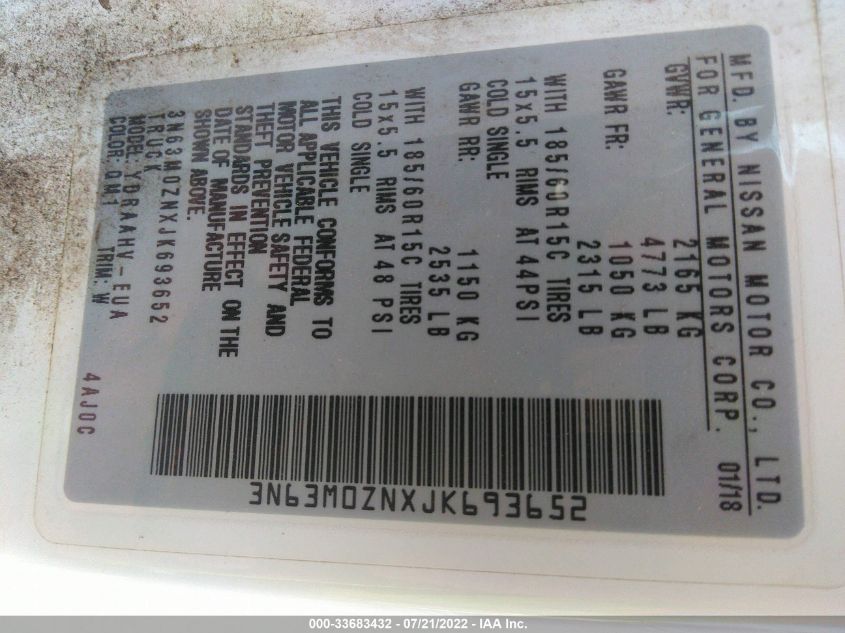 MFD. BY NISSAN MOTOR CO., LTD.
FOR GENERAL MOTORS CORP. 01/18
GVWR: 2165 KG
4773 LB
GAWR FR: 1050 KG
2315 LB
WITH 185/60R15C TIRES
15x5.5 RIMS AT 44PSI
COLD SINGLE
GAWR RR: 1150 KG
2535 LB
WITH 185/60R15C TIRES
15x5.5 RIMS AT 48 PSI
COLD SINGLE
THIS VEHICLE CONFORMS TO
ALL APPLICABLE FEDERAL
MOTOR VEHICLE SAFETY AND
THEFT PREVENTION
STANDARDS IN EFFECT ON THE
DATE OF MANUFACTURE
SHOWN ABOVE.
3N63M0ZNXJK693652
TRUCK
MODEL:YDBAAHV-EUA
COLOR:QM1 TRIM:W
4AJ0C
3N63M0ZNXJK693652
000-33683432 - 07/21/2022 - IAA Inc.